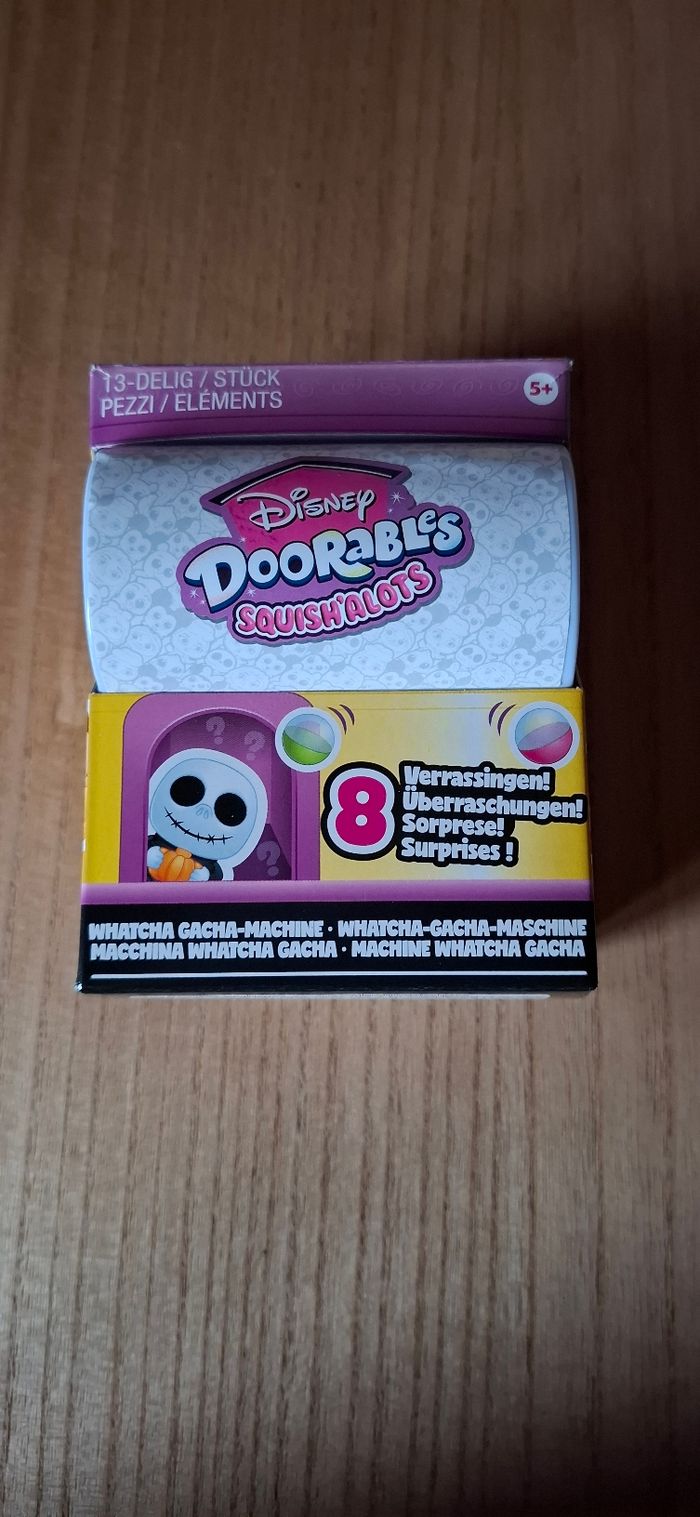 13-DELIG / STÜCK
PEZZI / ELÉMENTS
5+
DISNEY
DOORABLES
SQUISH'ALOTS
8
Verrassingen!
Überraschungen!
Sorprese!
Surprises !
WHATCHA GACHA-MACHINE · WHATCHA-GACHA-MASCHINE
MACCHINA WHATCHA GACHA · MACHINE WHATCHA GACHA